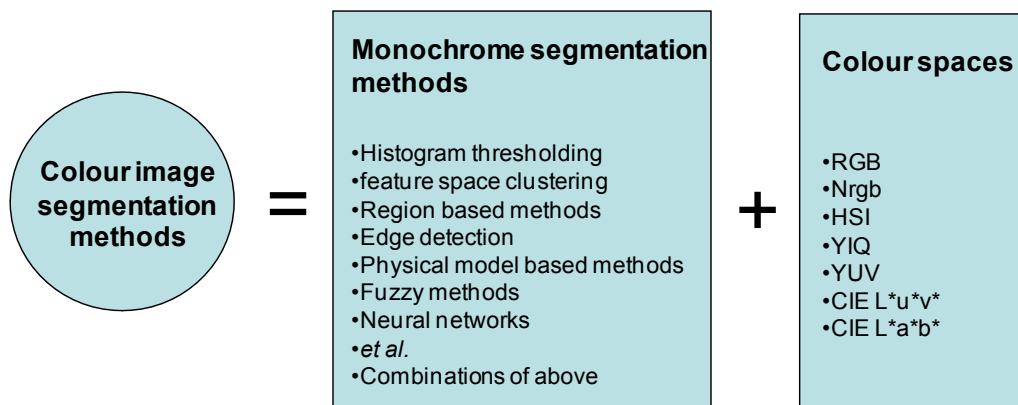 Colour image
segmentation
methods
=
Monochrome segmentation
methods
•Histogram thresholding
•feature space clustering
•Region based methods
•Edge detection
•Physical model based methods
•Fuzzy methods
•Neural networks
•et al.
•Combinations of above
+
Colour spaces
•RGB
•Nrgb
•HSI
•YIQ
•YUV
•CIE L*u*v*
•CIE L*a*b*